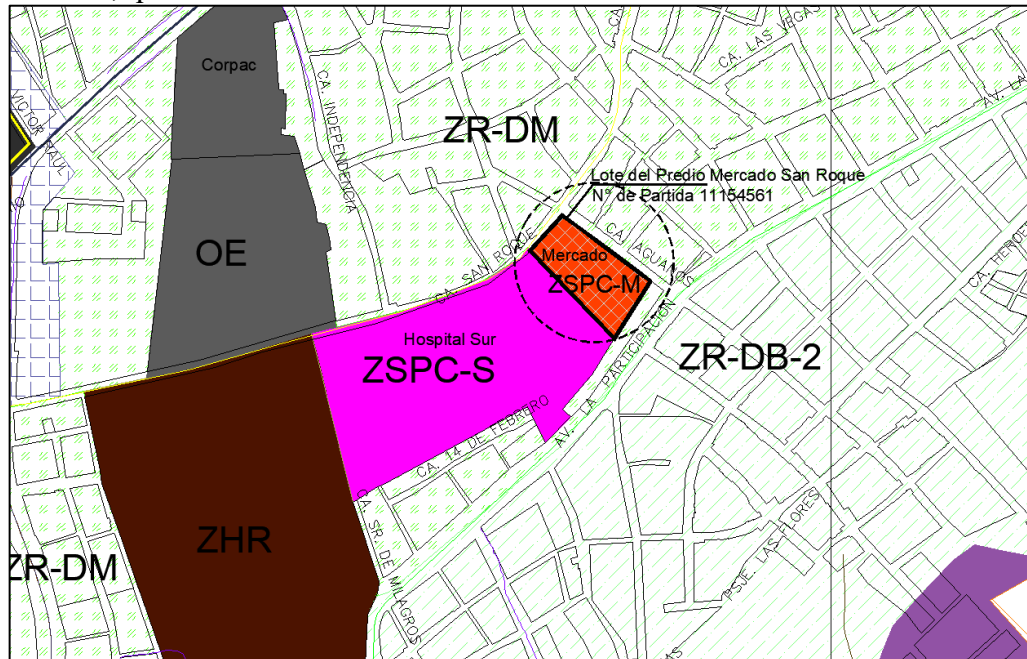 CA. LAS VEGAS
Corpac
VICTOR RAU
CA. INDEPENDENCIA
AV. LA
ZR-DM
Lote del Predio Mercado San Roque
N° de Partida 11154561
OE
CA. SAN ROQUE
CA. AGUANOS
Mercado
ZSPC-M
Hospital Sur
ZSPC-S
AV. LA PARTICIPACION
ZR-DB-2
CA. 14 DE FEBRERO
ZHR
ZR-DM
CA. SR. DE MILAGROS
PSJE. LAS FLORES